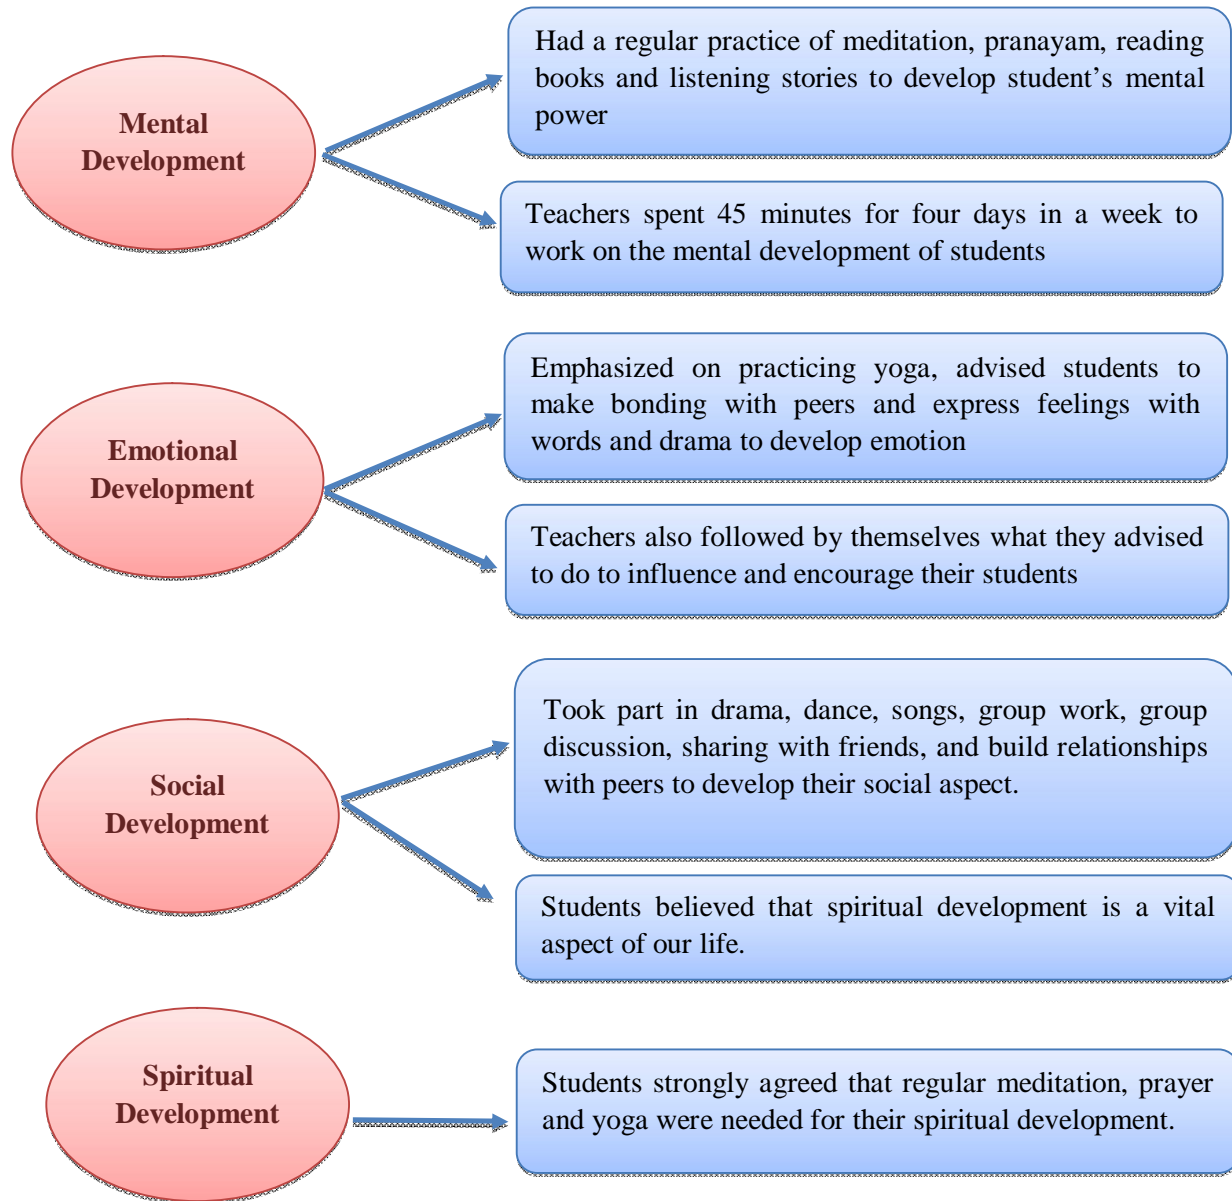 Mental
Development
Had a regular practice of meditation, pranayam, reading
books and listening stories to develop student’s mental
power
Teachers spent 45 minutes for four days in a week to
work on the mental development of students
Emotional
Development
Emphasized on practicing yoga, advised students to
make bonding with peers and express feelings with
words and drama to develop emotion
Teachers also followed by themselves what they advised
to do to influence and encourage their students
Social
Development
Took part in drama, dance, songs, group work, group
discussion, sharing with friends, and build relationships
with peers to develop their social aspect.
Students believed that spiritual development is a vital
aspect of our life.
Spiritual
Development
Students strongly agreed that regular meditation, prayer
and yoga were needed for their spiritual development.